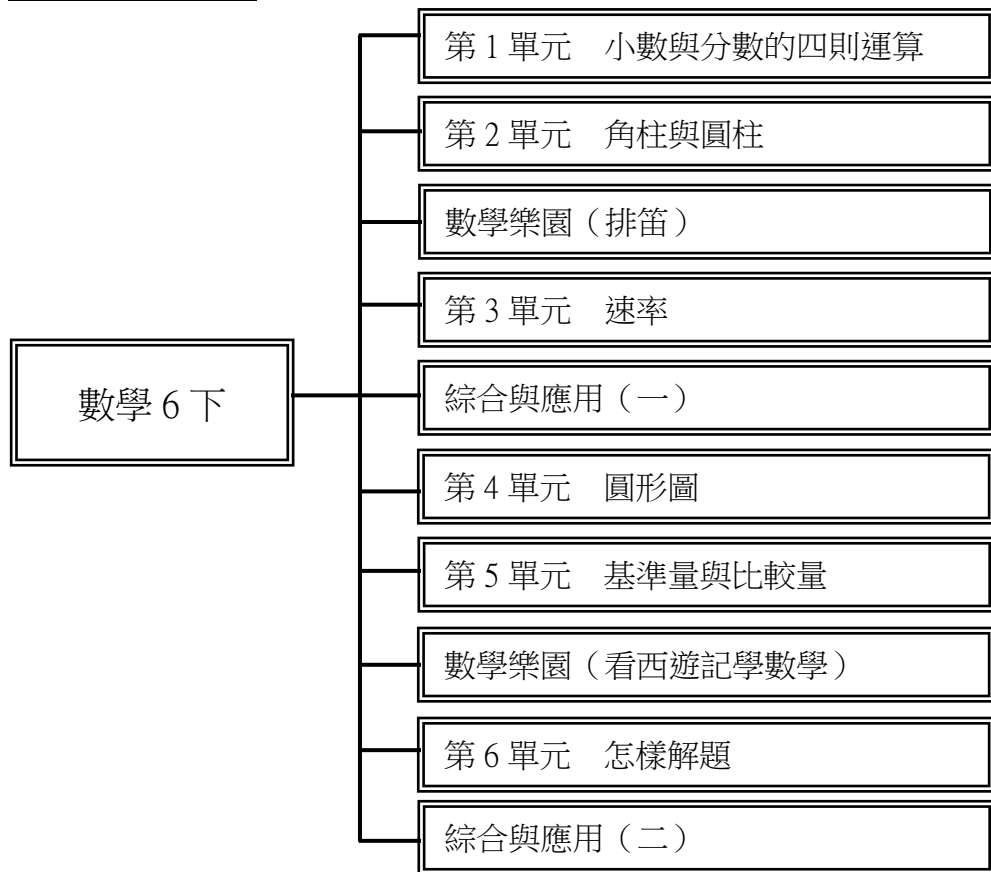 第 1 單元　小數與分數的四則運算
第 2 單元　角柱與圓柱
數學樂園（排笛）
第 3 單元　速率
數學 6 下
綜合與應用（一）
第 4 單元　圓形圖
第 5 單元　基準量與比較量
數學樂園（看西遊記學數學）
第 6 單元　怎樣解題
綜合與應用（二）